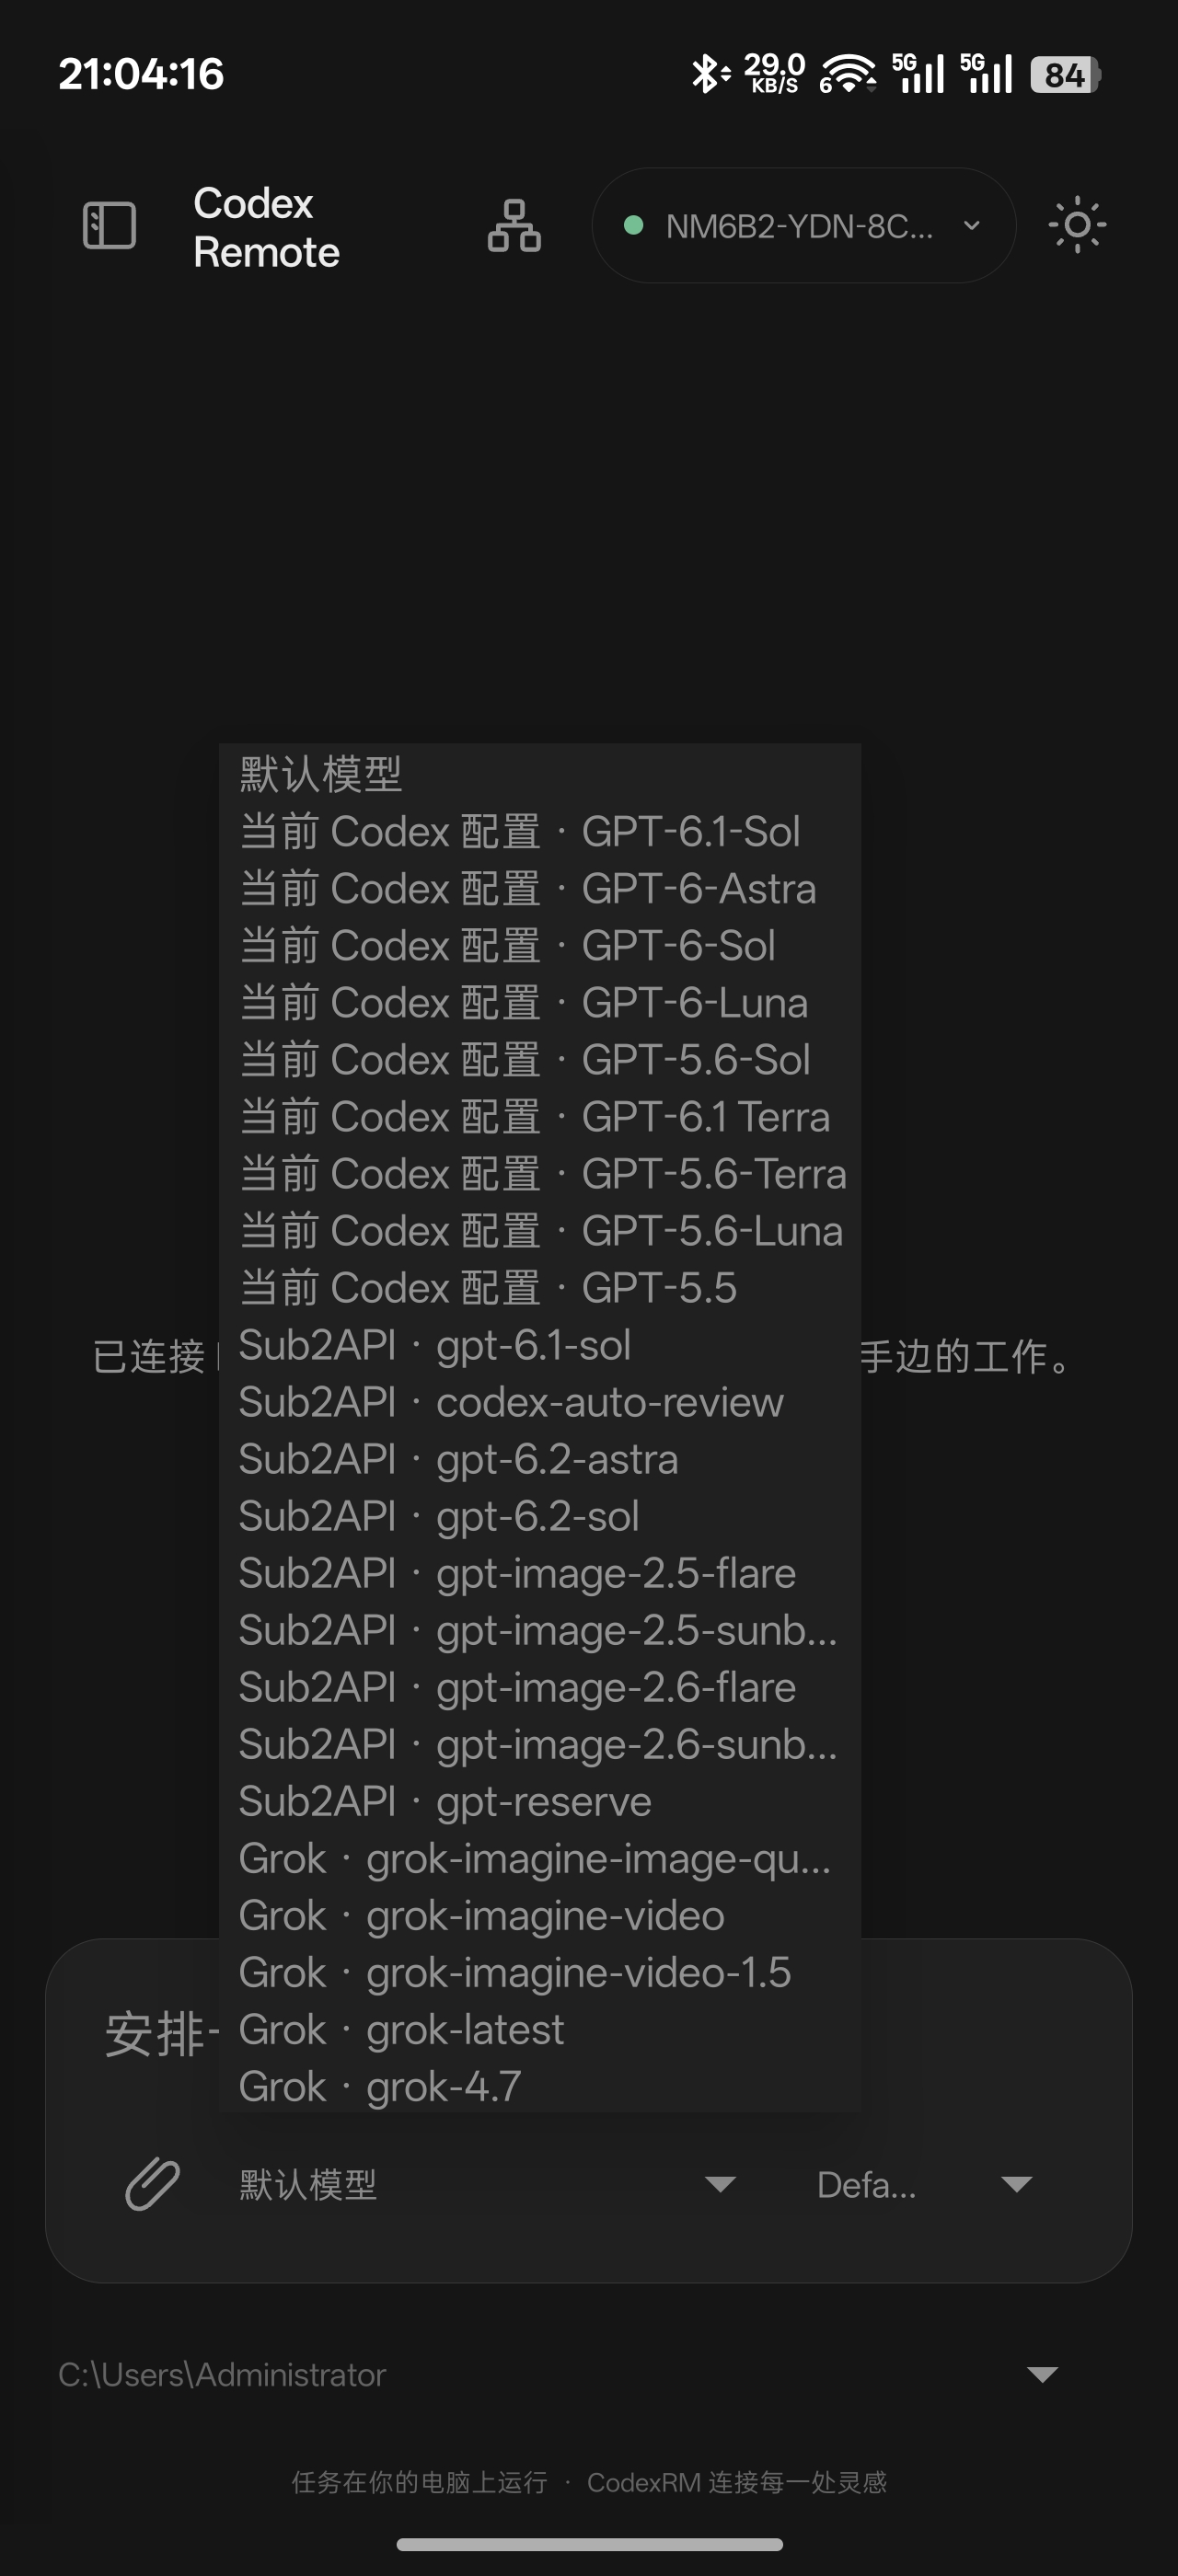 21:04:16
29.0
KB/S
6
5G
5G
84
Codex
Remote
NM6B2-YDN-8C...
默认模型
当前 Codex 配置 · GPT-6.1-Sol
当前 Codex 配置 · GPT-6-Astra
当前 Codex 配置 · GPT-6-Sol
当前 Codex 配置 · GPT-6-Luna
当前 Codex 配置 · GPT-5.6-Sol
当前 Codex 配置 · GPT-6.1 Terra
当前 Codex 配置 · GPT-5.6-Terra
当前 Codex 配置 · GPT-5.6-Luna
当前 Codex 配置 · GPT-5.5
Sub2API · gpt-6.1-sol
已连接 手边的工作。
Sub2API · codex-auto-review
Sub2API · gpt-6.2-astra
Sub2API · gpt-6.2-sol
Sub2API · gpt-image-2.5-flare
Sub2API · gpt-image-2.5-sunb...
Sub2API · gpt-image-2.6-flare
Sub2API · gpt-image-2.6-sunb...
Sub2API · gpt-reserve
Grok · grok-imagine-image-qu...
Grok · grok-imagine-video
Grok · grok-imagine-video-1.5
安排
Grok · grok-latest
Grok · grok-4.7
默认模型
Defa...
C:\Users\Administrator
任务在你的电脑上运行 · CodexRM 连接每一处灵感